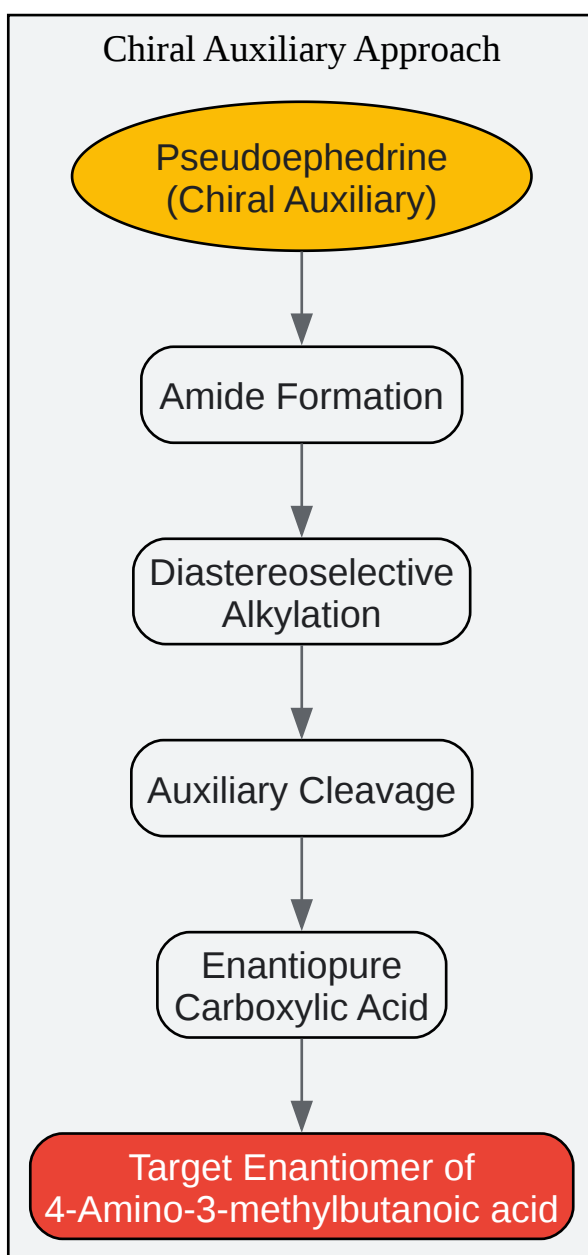 Chiral Auxiliary Approach
Pseudoephedrine
(Chiral Auxiliary)
Amide Formation
Diastereoselective
Alkylation
Auxiliary Cleavage
Enantiopure
Carboxylic Acid
Target Enantiomer of
4-Amino-3-methylbutanoic acid